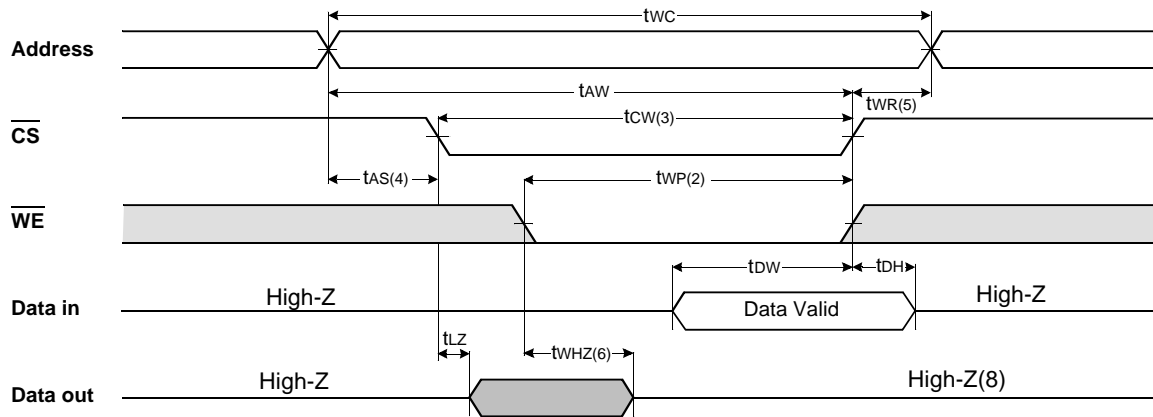 tWC
Address
tAW
tWR(5)
tCW(3)
CS
tAS(4)
tWP(2)
WE
tDW
tDH
High-Z
High-Z
Data in
Data Valid
tLZ
tWHZ(6)
High-Z
High-Z(8)
Data out